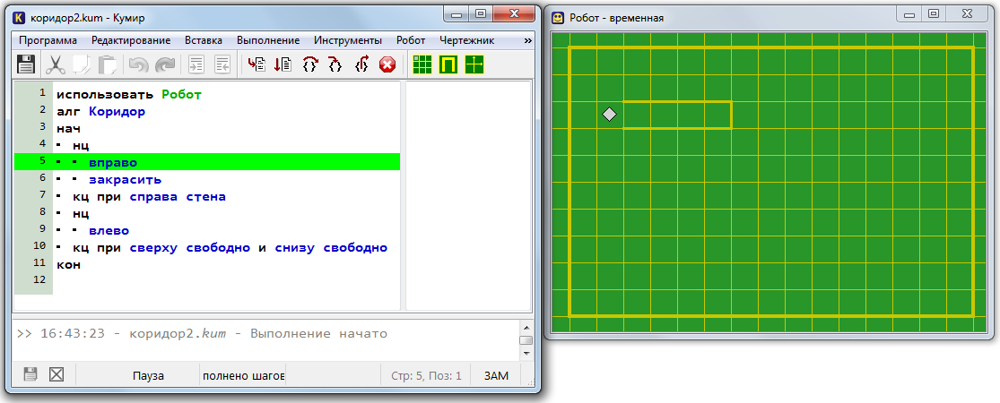 коридор2.kum - Кумир
Программа Редактирование Вставка Выполнение Инструменты Робот Чертежник »
1 использовать Робот
2 алг Коридор
3 нач
4 нц
5 вправо
6 закрасить
7 кц при справа стена
8 нц
9 влево
10 кц при сверху свободно и снизу свободно
11 кон
12
>> 16:43:23 - коридор2.kum - Выполнение начато
Пауза полнено шагов Стр: 5, Поз: 1 ЗАМ
Робот - временная